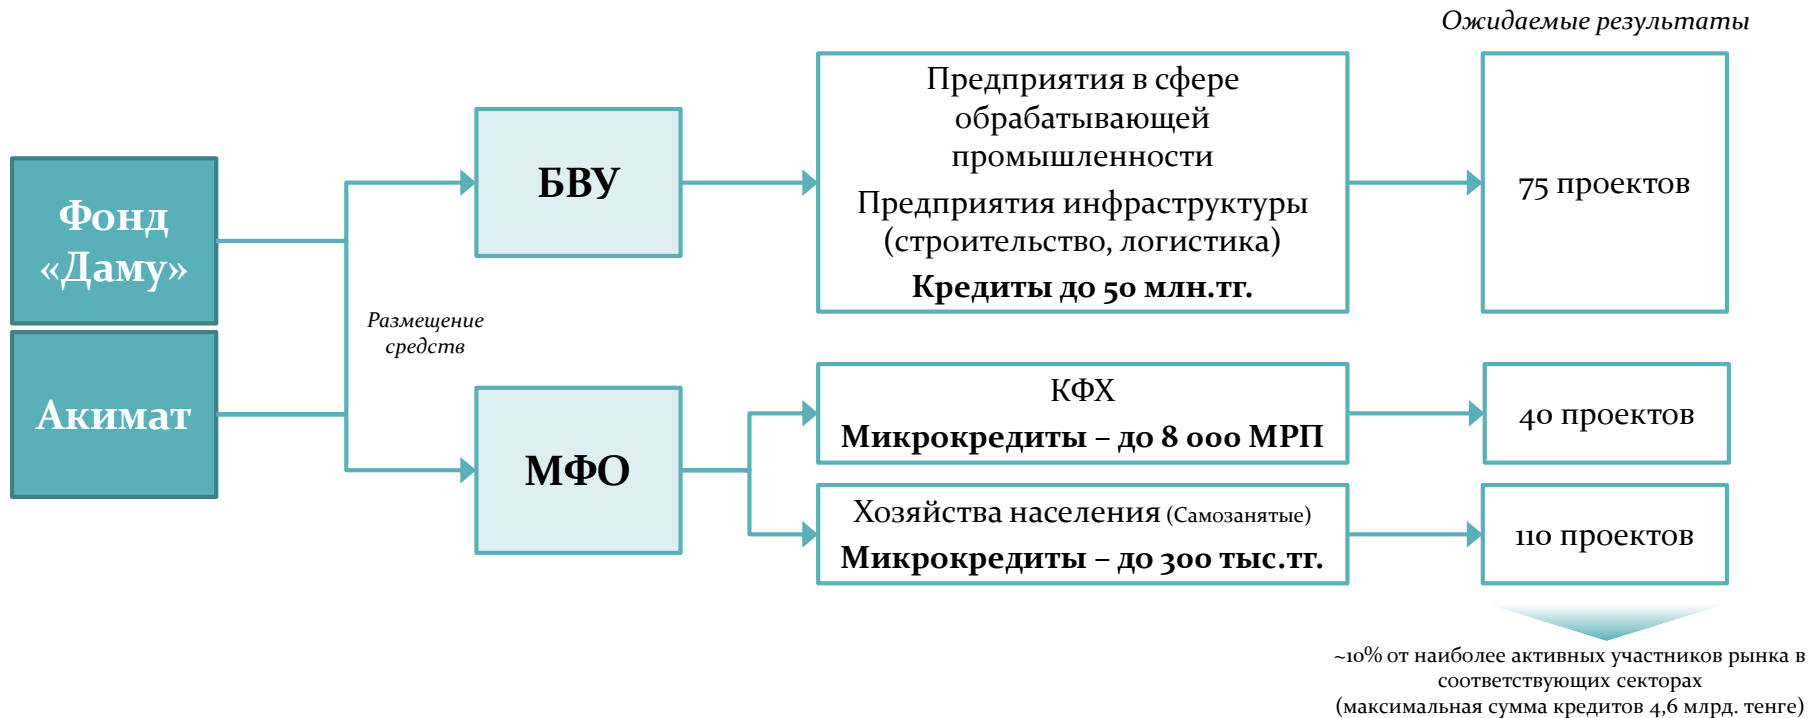 Ожидаемые результаты
Фонд
«Даму»
Акимат
Размещение
средств
БВУ
МФО
Предприятия в сфере
обрабатывающей
промышленности
Предприятия инфраструктуры
(строительство, логистика)
Кредиты до 50 млн.тг.
75 проектов
КФХ
Микрокредиты – до 8 000 МРП
40 проектов
Хозяйства населения (Самозанятые)
Микрокредиты – до 300 тыс.тг.
110 проектов
~10% от наиболее активных участников рынка в
соответствующих секторах
(максимальная сумма кредитов 4,6 млрд. тенге)